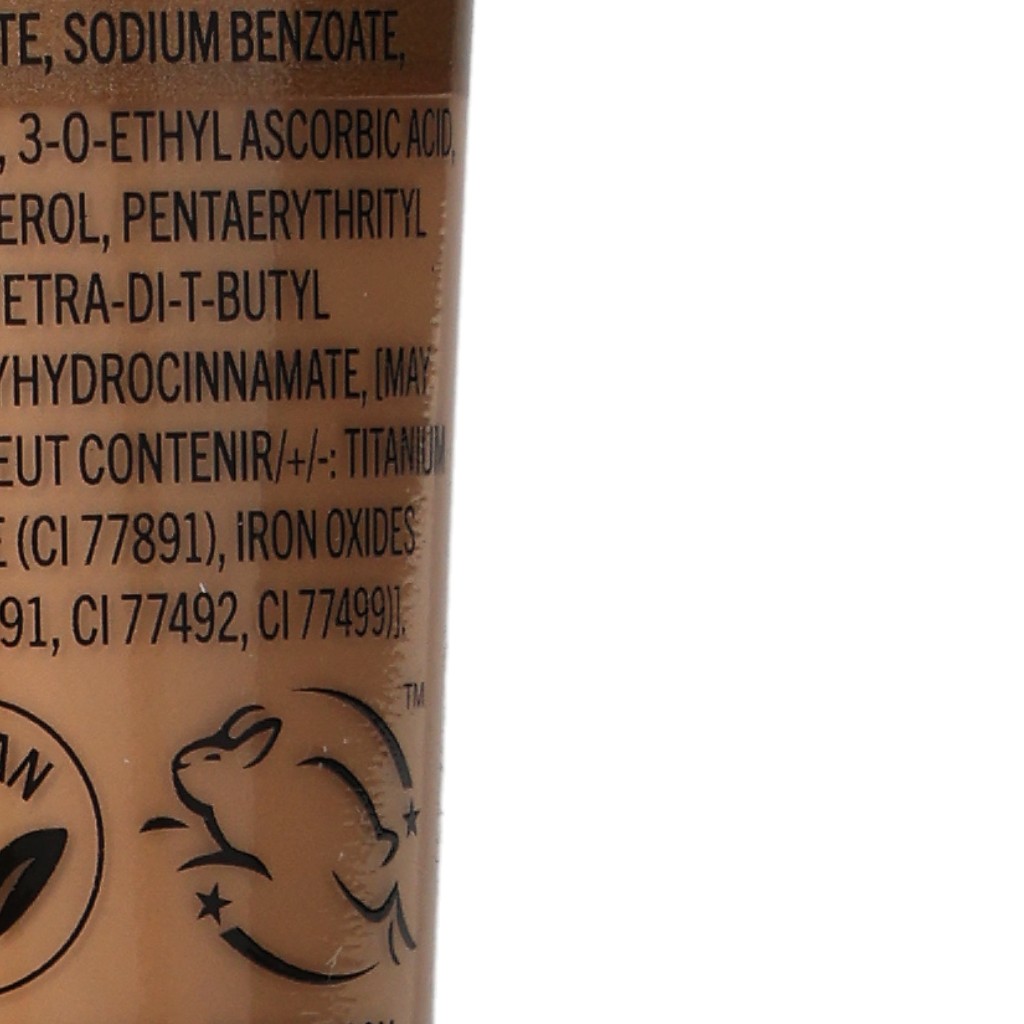 TE, SODIUM BENZOATE,
, 3-O-ETHYL ASCORBIC ACID,
EROL, PENTAERYTHRITYL
ETRA-DI-T-BUTYL
YHYDROCINNAMATE, [MAY
EUT CONTENIR/+/-: TITANIUM
E (CI 77891), IRON OXIDES
91, CI 77492, CI 77499)].
TM
AN